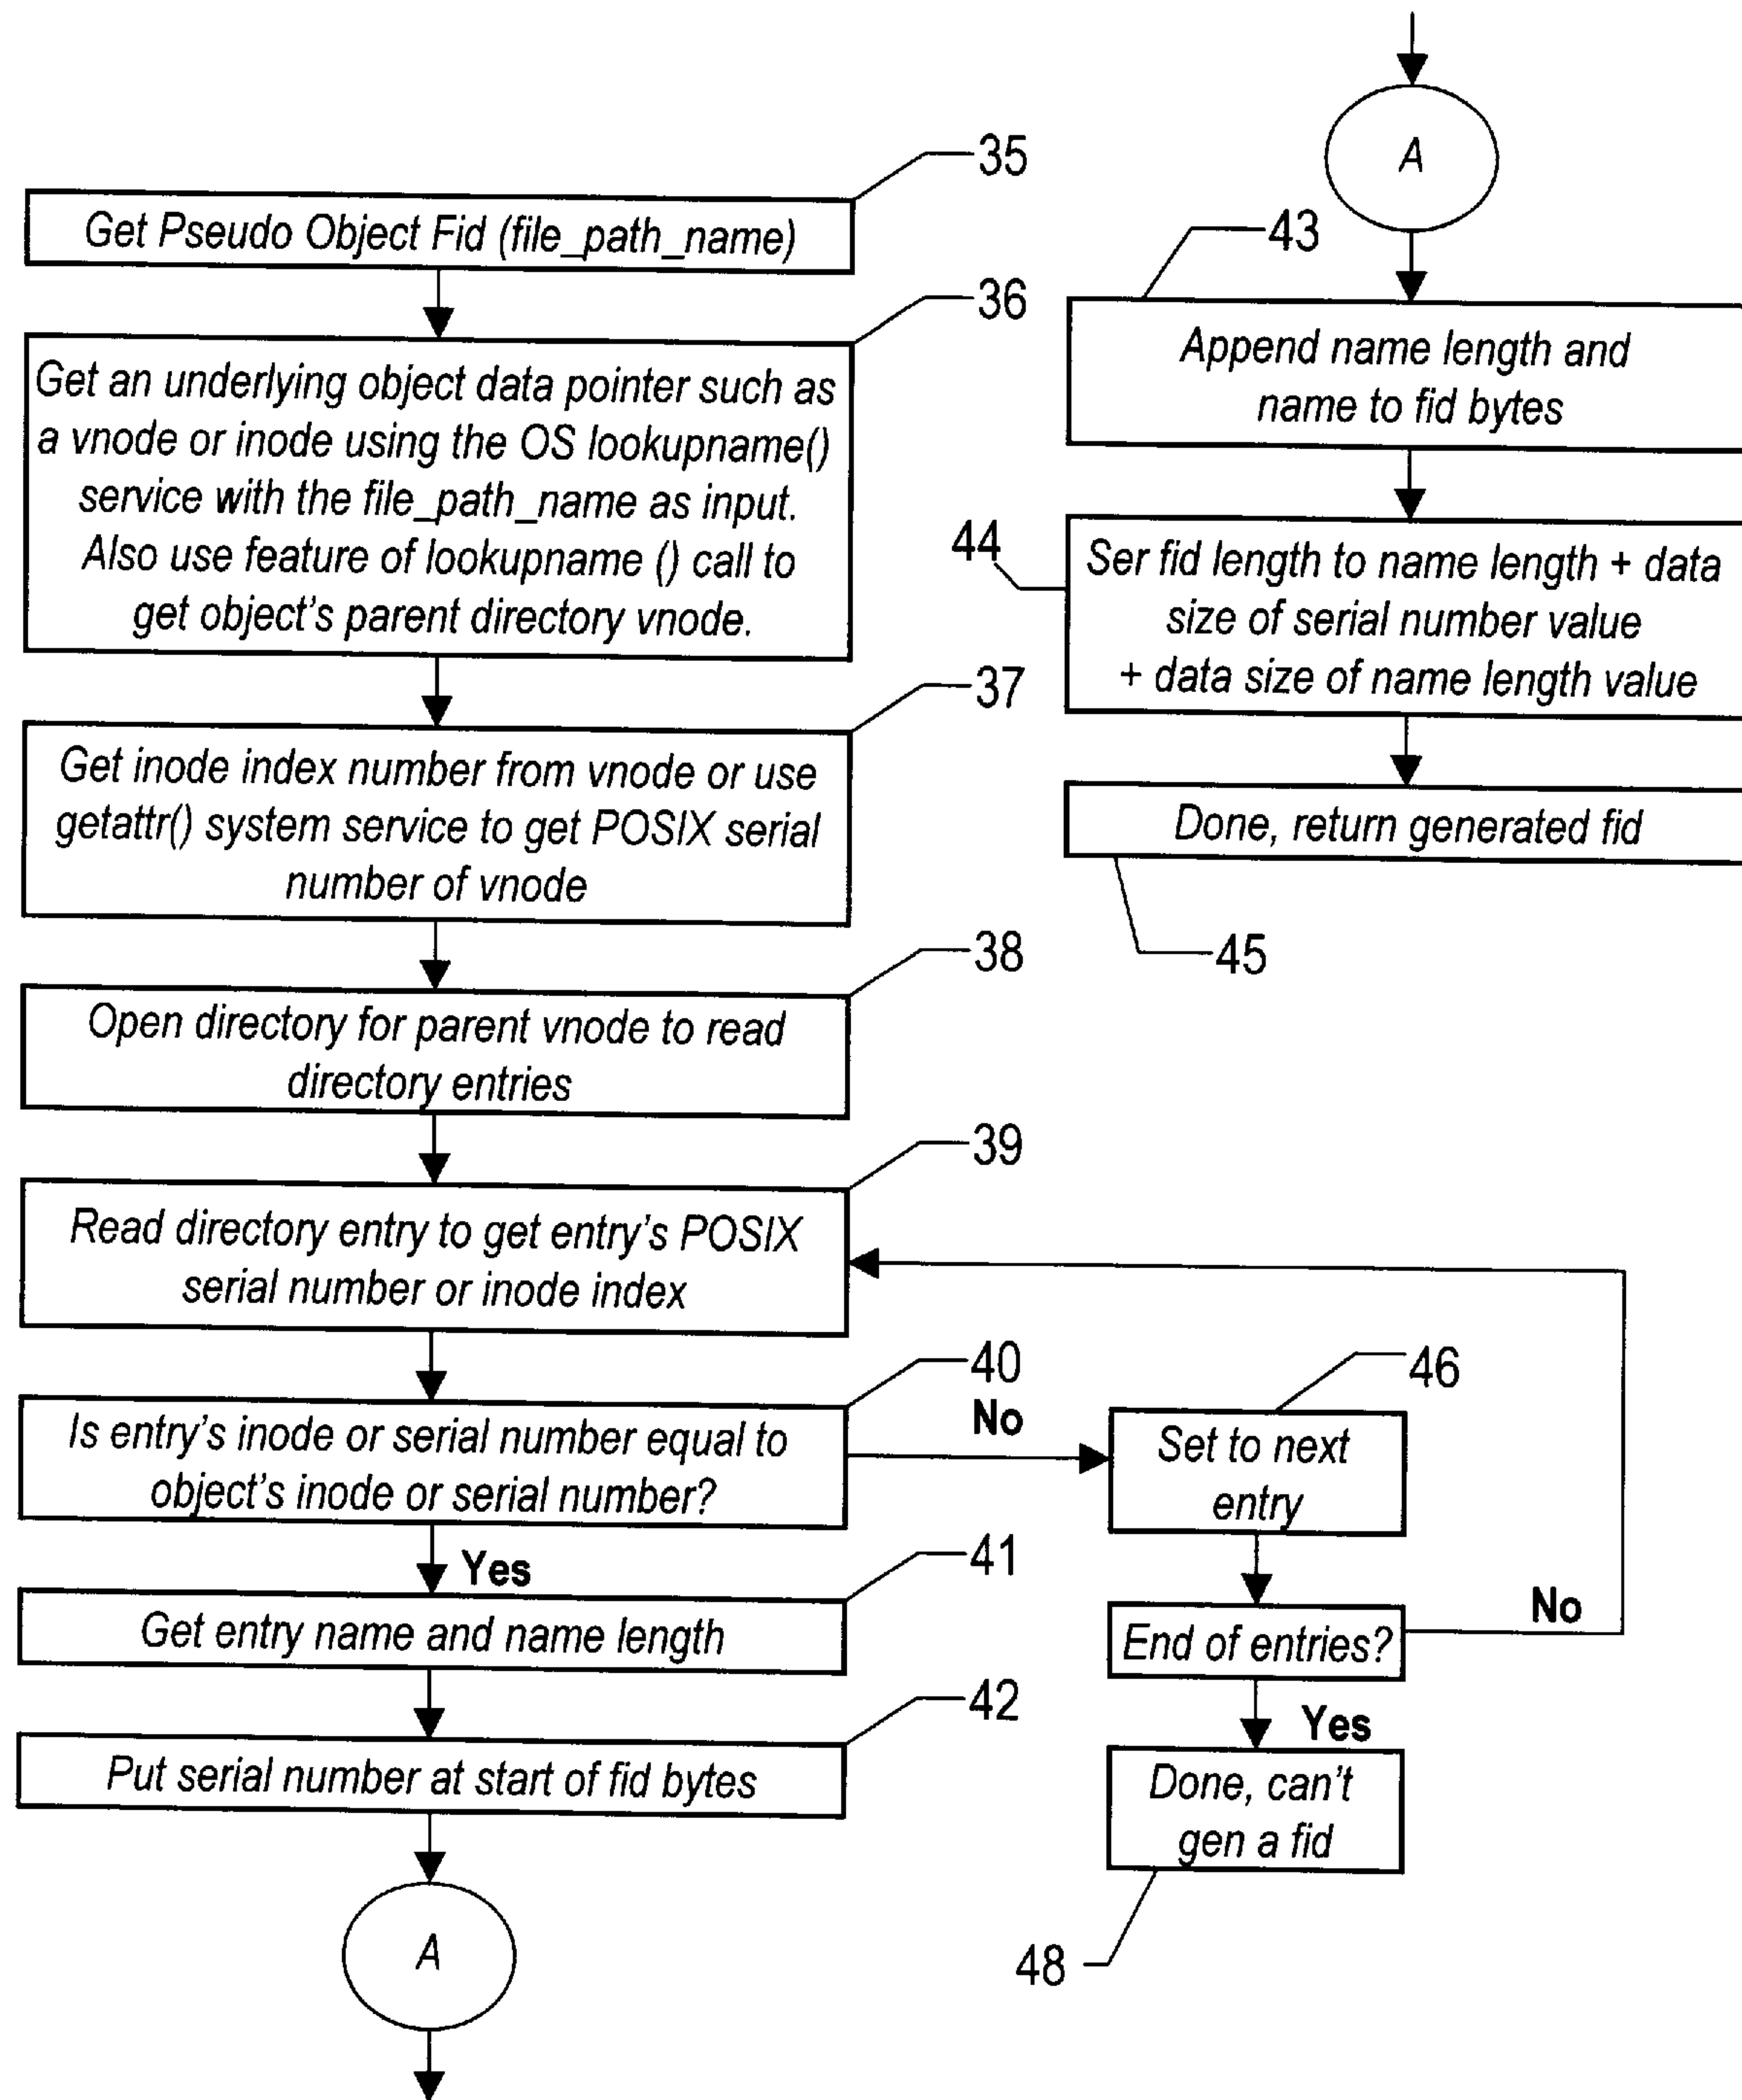 35
Get Pseudo Object Fid (file_path_name)
36
Get an underlying object data pointer such as
a vnode or inode using the OS lookupname()
service with the file_path_name as input.
Also use feature of lookupname () call to
get object's parent directory vnode.
37
Get inode index number from vnode or use
getattr() system service to get POSIX serial
number of vnode
38
Open directory for parent vnode to read
directory entries
39
Read directory entry to get entry's POSIX
serial number or inode index
40
Is entry's inode or serial number equal to
object's inode or serial number?
No
Yes
41
Get entry name and name length
42
Put serial number at start of fid bytes
A
46
Set to next
entry
End of entries?
No
Yes
Done, can't
gen a fid
48
A
43
Append name length and
name to fid bytes
44
Ser fid length to name length + data
size of serial number value
+ data size of name length value
Done, return generated fid
45